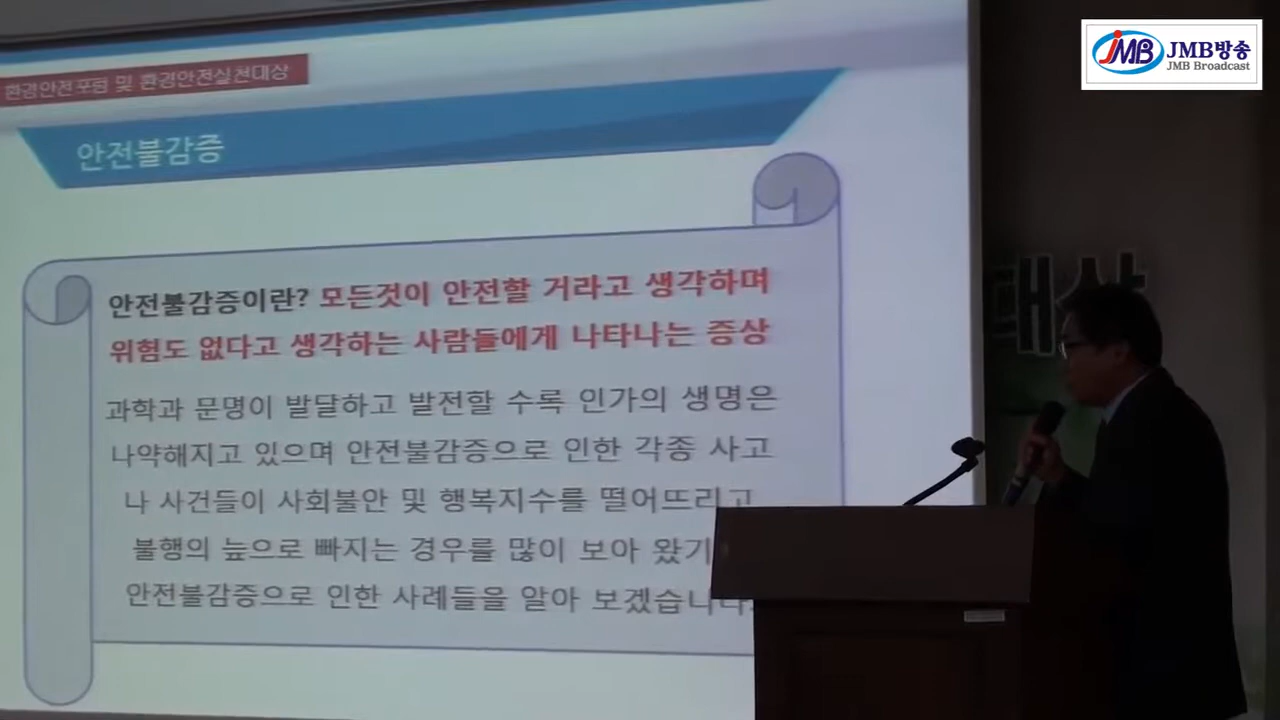 JMB JMB방송
JMB Broadcast
환경안전포럼 및 환경안전실천대상
안전불감증
안전불감증이란? 모든것이 안전할 거라고 생각하며
위험도 없다고 생각하는 사람들에게 나타나는 증상
과학과 문명이 발달하고 발전할 수록 인가의 생명은
나약해지고 있으며 안전불감증으로 인한 각종 사고
나 사건들이 사회불안 및 행복지수를 떨어뜨리고
불행의 늪으로 빠지는 경우를 많이 보아 왔기
안전불감증으로 인한 사례들을 알아 보겠습니다.
대상